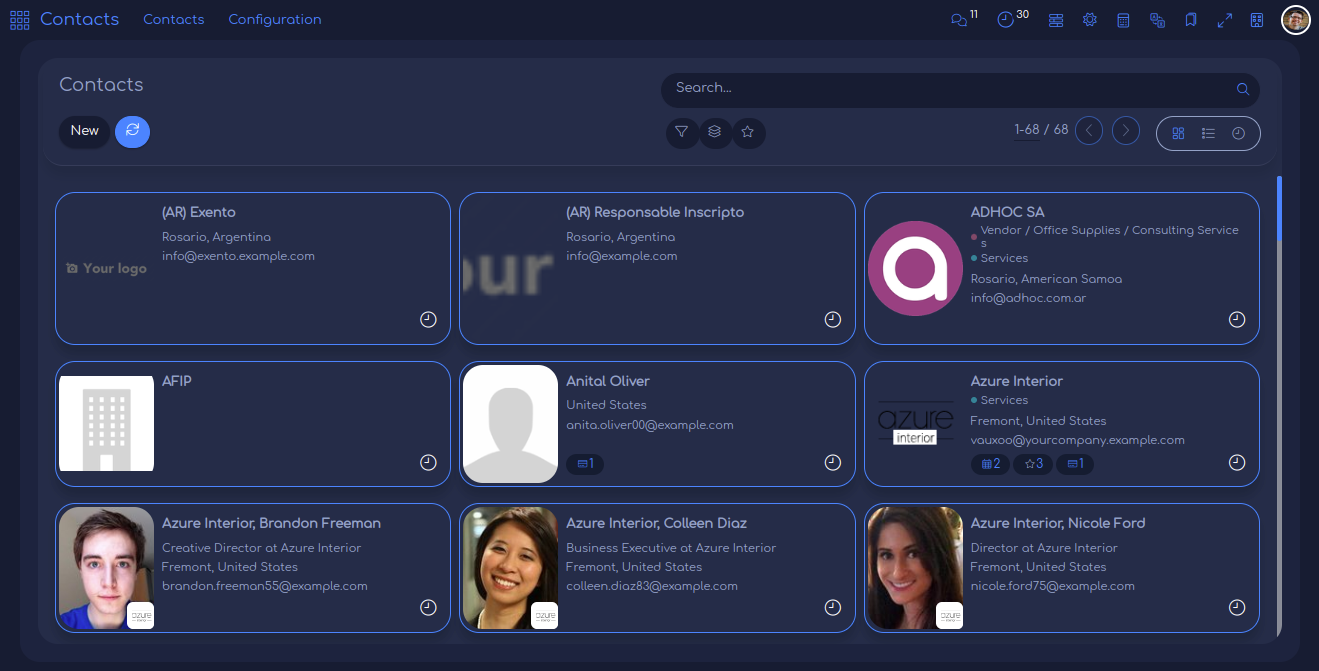 Contacts
Contacts
Configuration
11
30
Contacts
Search...
New
1-68 / 68
(AR) Exento
Rosario, Argentina
info@exento.example.com
Your logo
(AR) Responsable Inscripto
Rosario, Argentina
info@example.com
our
ADHOC SA
Vendor / Office Supplies / Consulting Service
s
Services
Rosario, American Samoa
info@adhoc.com.ar
a
AFIP
Anital Oliver
United States
anita.oliver00@example.com
1
Azure Interior
Services
Fremont, United States
vauxoo@yourcompany.example.com
azure
interior
2
3
1
Azure Interior, Brandon Freeman
Creative Director at Azure Interior
Fremont, United States
brandon.freeman55@example.com
azure
Azure Interior, Colleen Diaz
Business Executive at Azure Interior
Fremont, United States
colleen.diaz83@example.com
azure
Azure Interior, Nicole Ford
Director at Azure Interior
Fremont, United States
nicole.ford75@example.com
azure